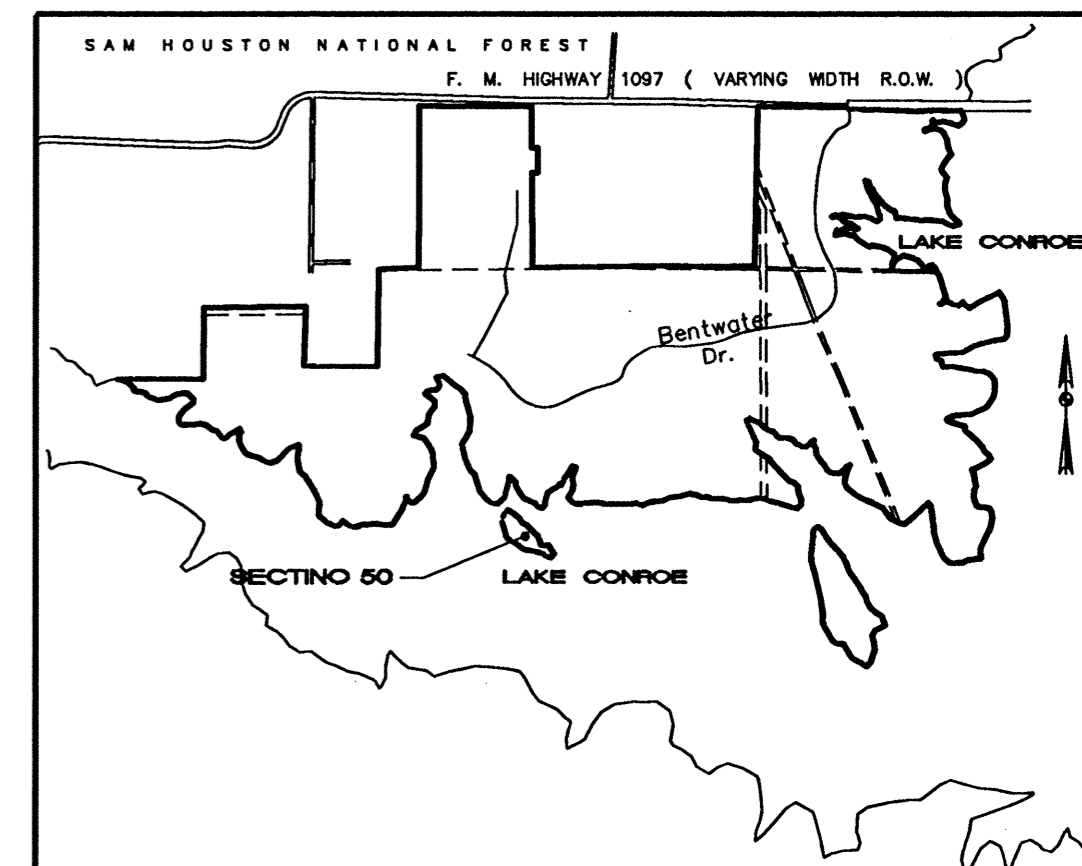 SAM HOUSTON NATIONAL FOREST
F. M. HIGHWAY 1097 ( VARYING WIDTH R.O.W. )
LAKE CONROE
Bentwater
Dr.
SECTINO 50
LAKE CONROE